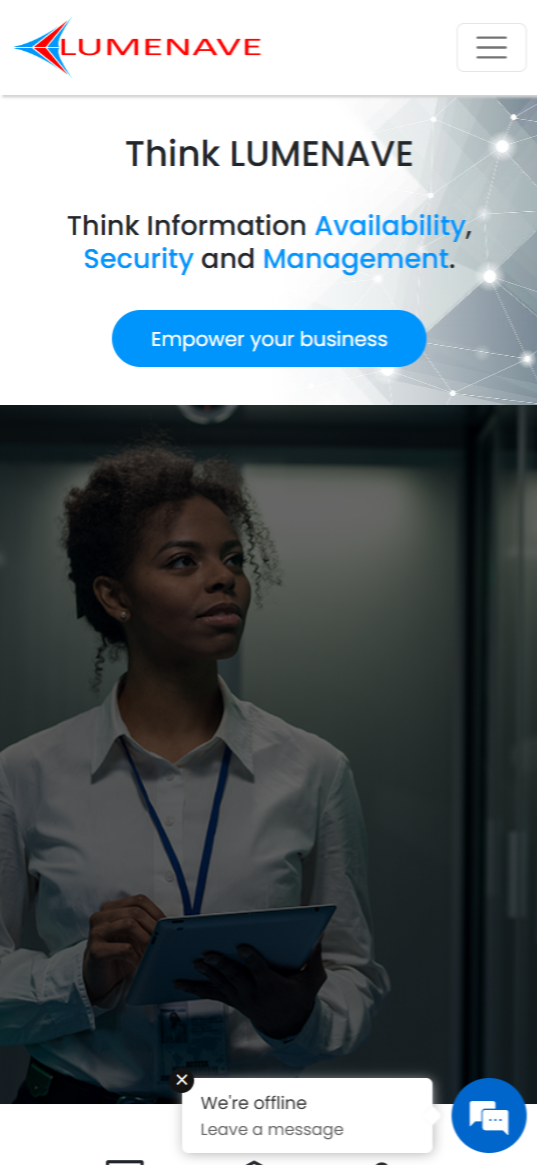 LUMENAVE
Think LUMENAVE
Think Information Availability,
Security and Management.
Empower your business
We're offline
Leave a message